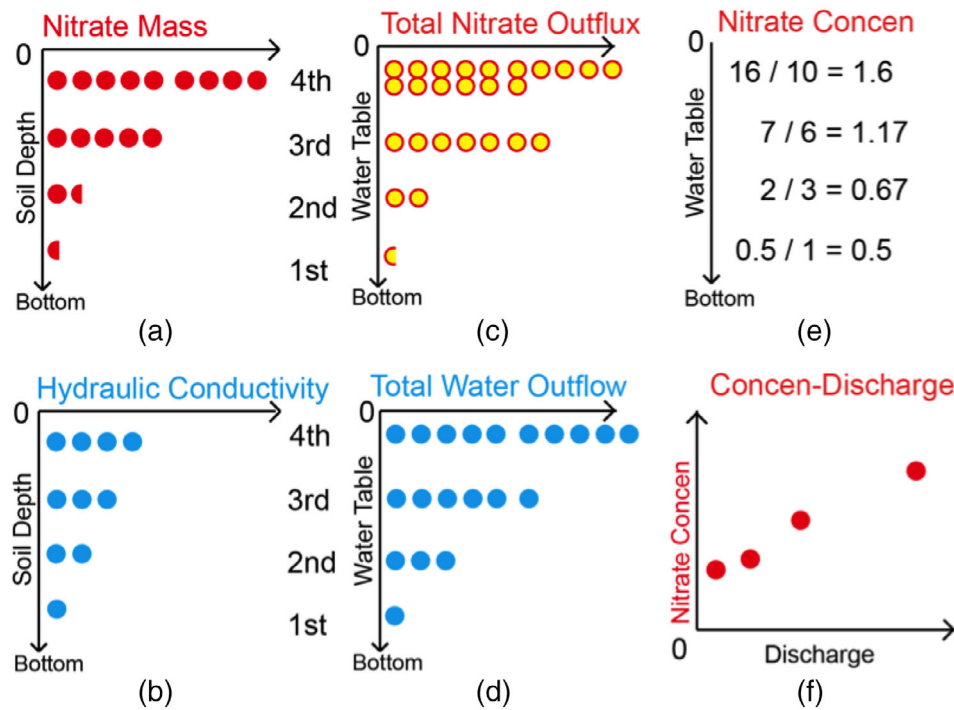 Nitrate Mass
0
Soil Depth
Bottom
(a)
4th
3rd
2nd
1st
Total Nitrate Outflux
0
Water Table
Bottom
(c)
Nitrate Concen
0
Water Table
16 / 10 = 1.6
7 / 6 = 1.17
2 / 3 = 0.67
0.5 / 1 = 0.5
Bottom
(e)
Hydraulic Conductivity
0
Soil Depth
Bottom
(b)
4th
3rd
2nd
1st
Total Water Outflow
0
Water Table
Bottom
(d)
Concen-Discharge
Nitrate Concen
0
Discharge
(f)